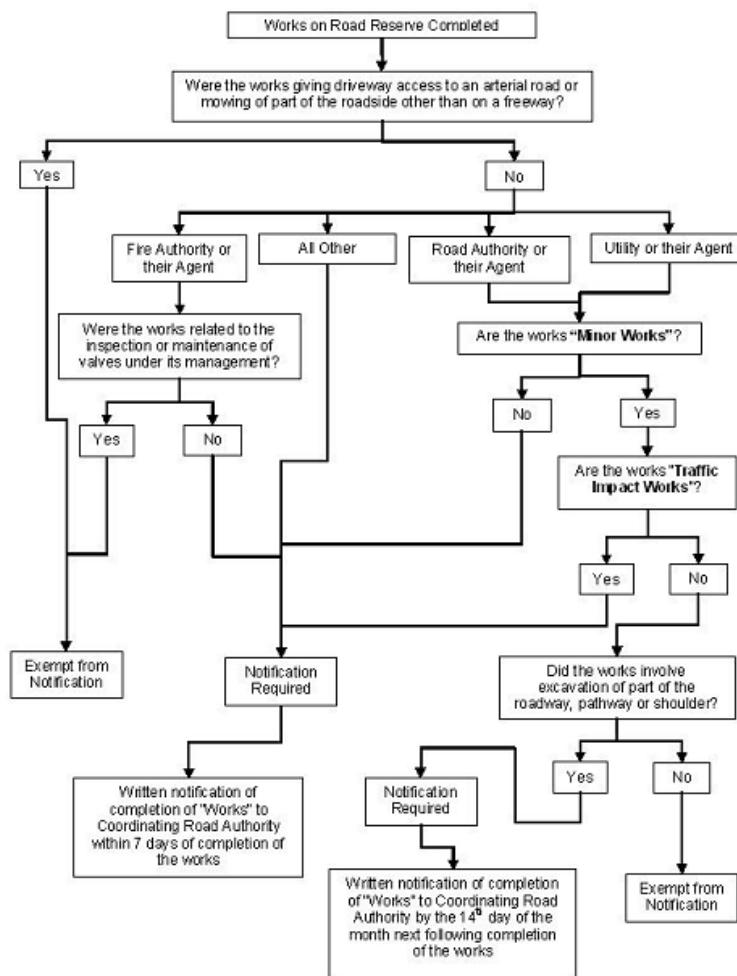 Works on Road Reserve Completed
Were the works giving driveway access to an arterial road or
mowing of part of the roadside other than on a freeway?
Yes
No
Fire Authority or
their Agent
All Other
Road Authority or
their Agent
Utility or their Agent
Were the works related to the
inspection or maintenance of
valves under its management?
Are the works "Minor Works"?
Yes
No
No
Yes
Are the works "Traffic
Impact Works"?
Yes
No
Exempt from
Notification
Notification
Required
Did the works involve
excavation of part of the
roadway, pathway or shoulder?
Written notification of
completion of "Works" to
Coordinating Road Authority
within 7 days of completion of
the works
Notification
Required
Yes
No
Written notification of completion
of "Works" to Coordinating Road
Authority by the 14th day of the
month next following completion
of the works
Exempt from
Notification